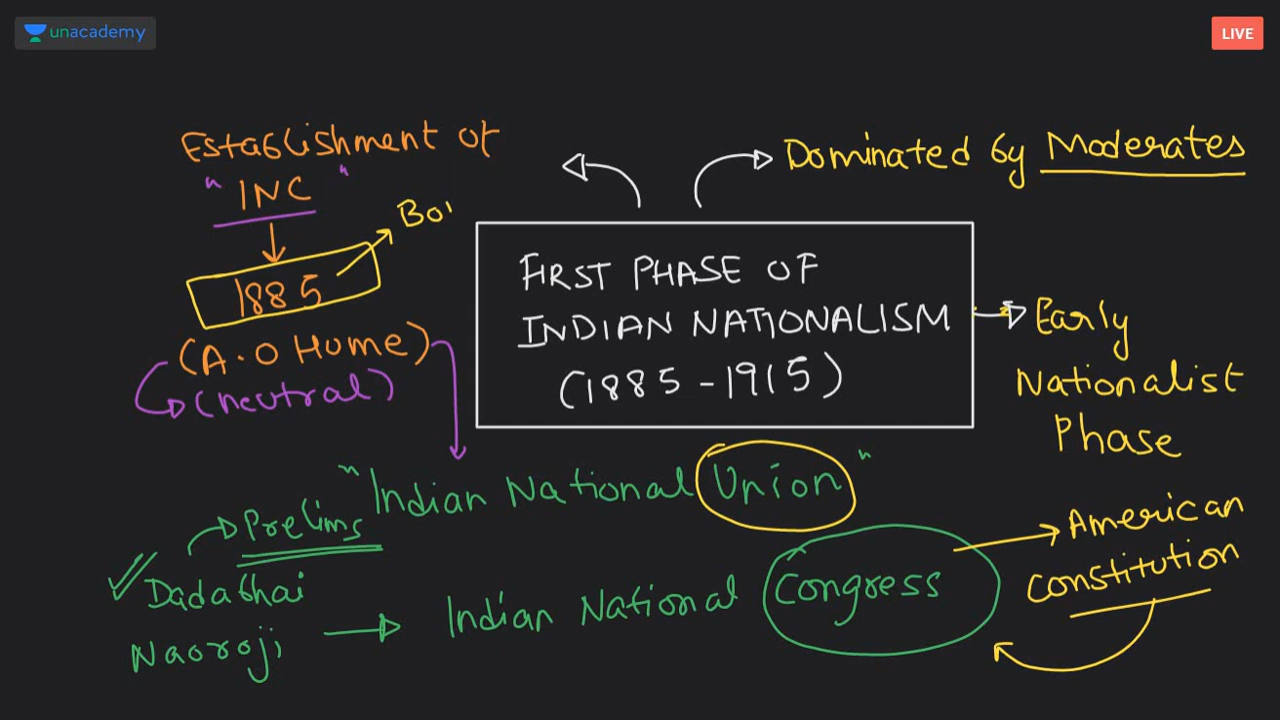 unacademy
LIVE
Establishment of
"INC"
1885
Bo
(A.O Hume)
(neutral)
Dominated by Moderates
FIRST PHASE OF
INDIAN NATIONALISM
(1885-1915)
Early
Nationalist
Phase
"Indian National Union"
Prelims
Dadabhai
Naoroji
Indian National Congress
American
Constitution